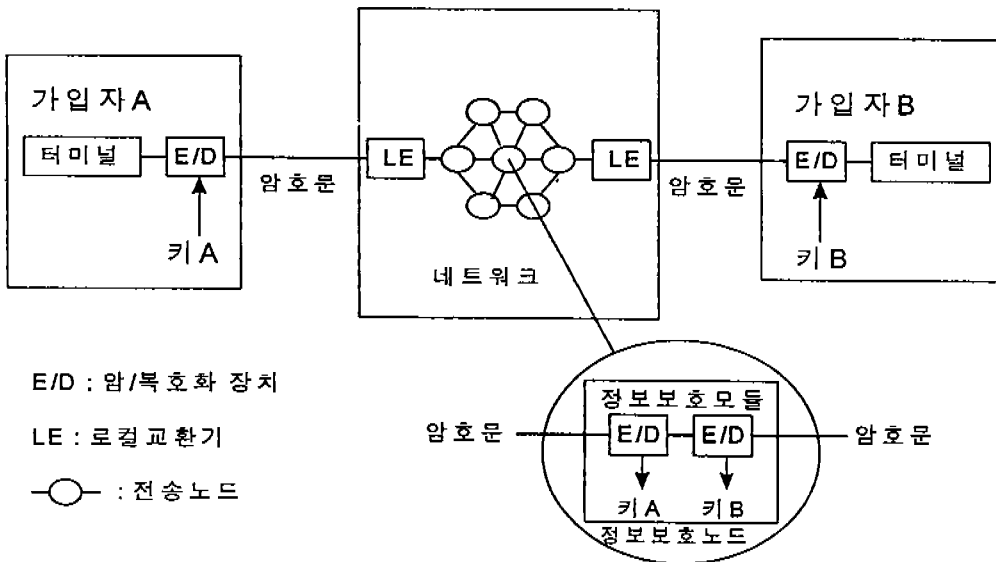 가입자A
터미널
E/D
키A
암호문
LE
네트워크
LE
암호문
가입자B
E/D
터미널
키B
E/D : 암/복호화 장치
LE : 로컬교환기
: 전송노드
암호문
정보보호모듈
E/D
E/D
키A
키B
정보보호노드
암호문